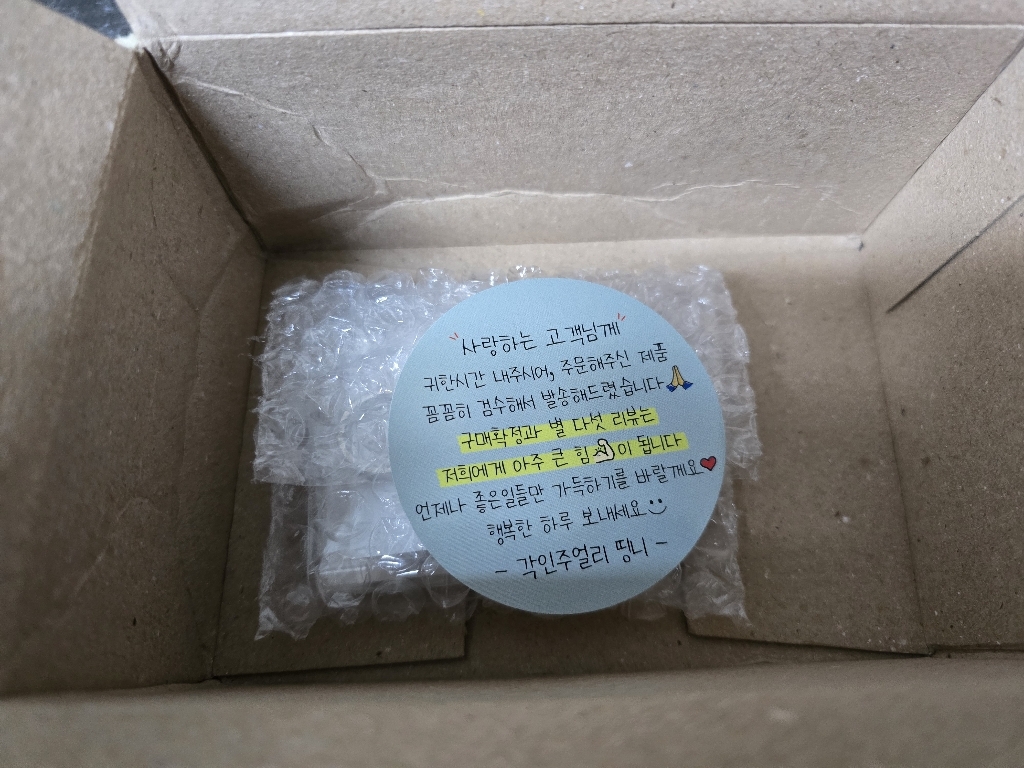 사랑하는 고객님께
귀한시간 내주시어, 주문해주신 제품
꼼꼼히 검수해서 발송해드렸습니다🙏
구매확정과 별 다섯 리뷰는
저희에게 아주 큰 힘💪이 됩니다
언제나 좋은일들만 가득하기를 바랄게요❤
행복한 하루 보내세요
- 각인주얼리 띵니 -